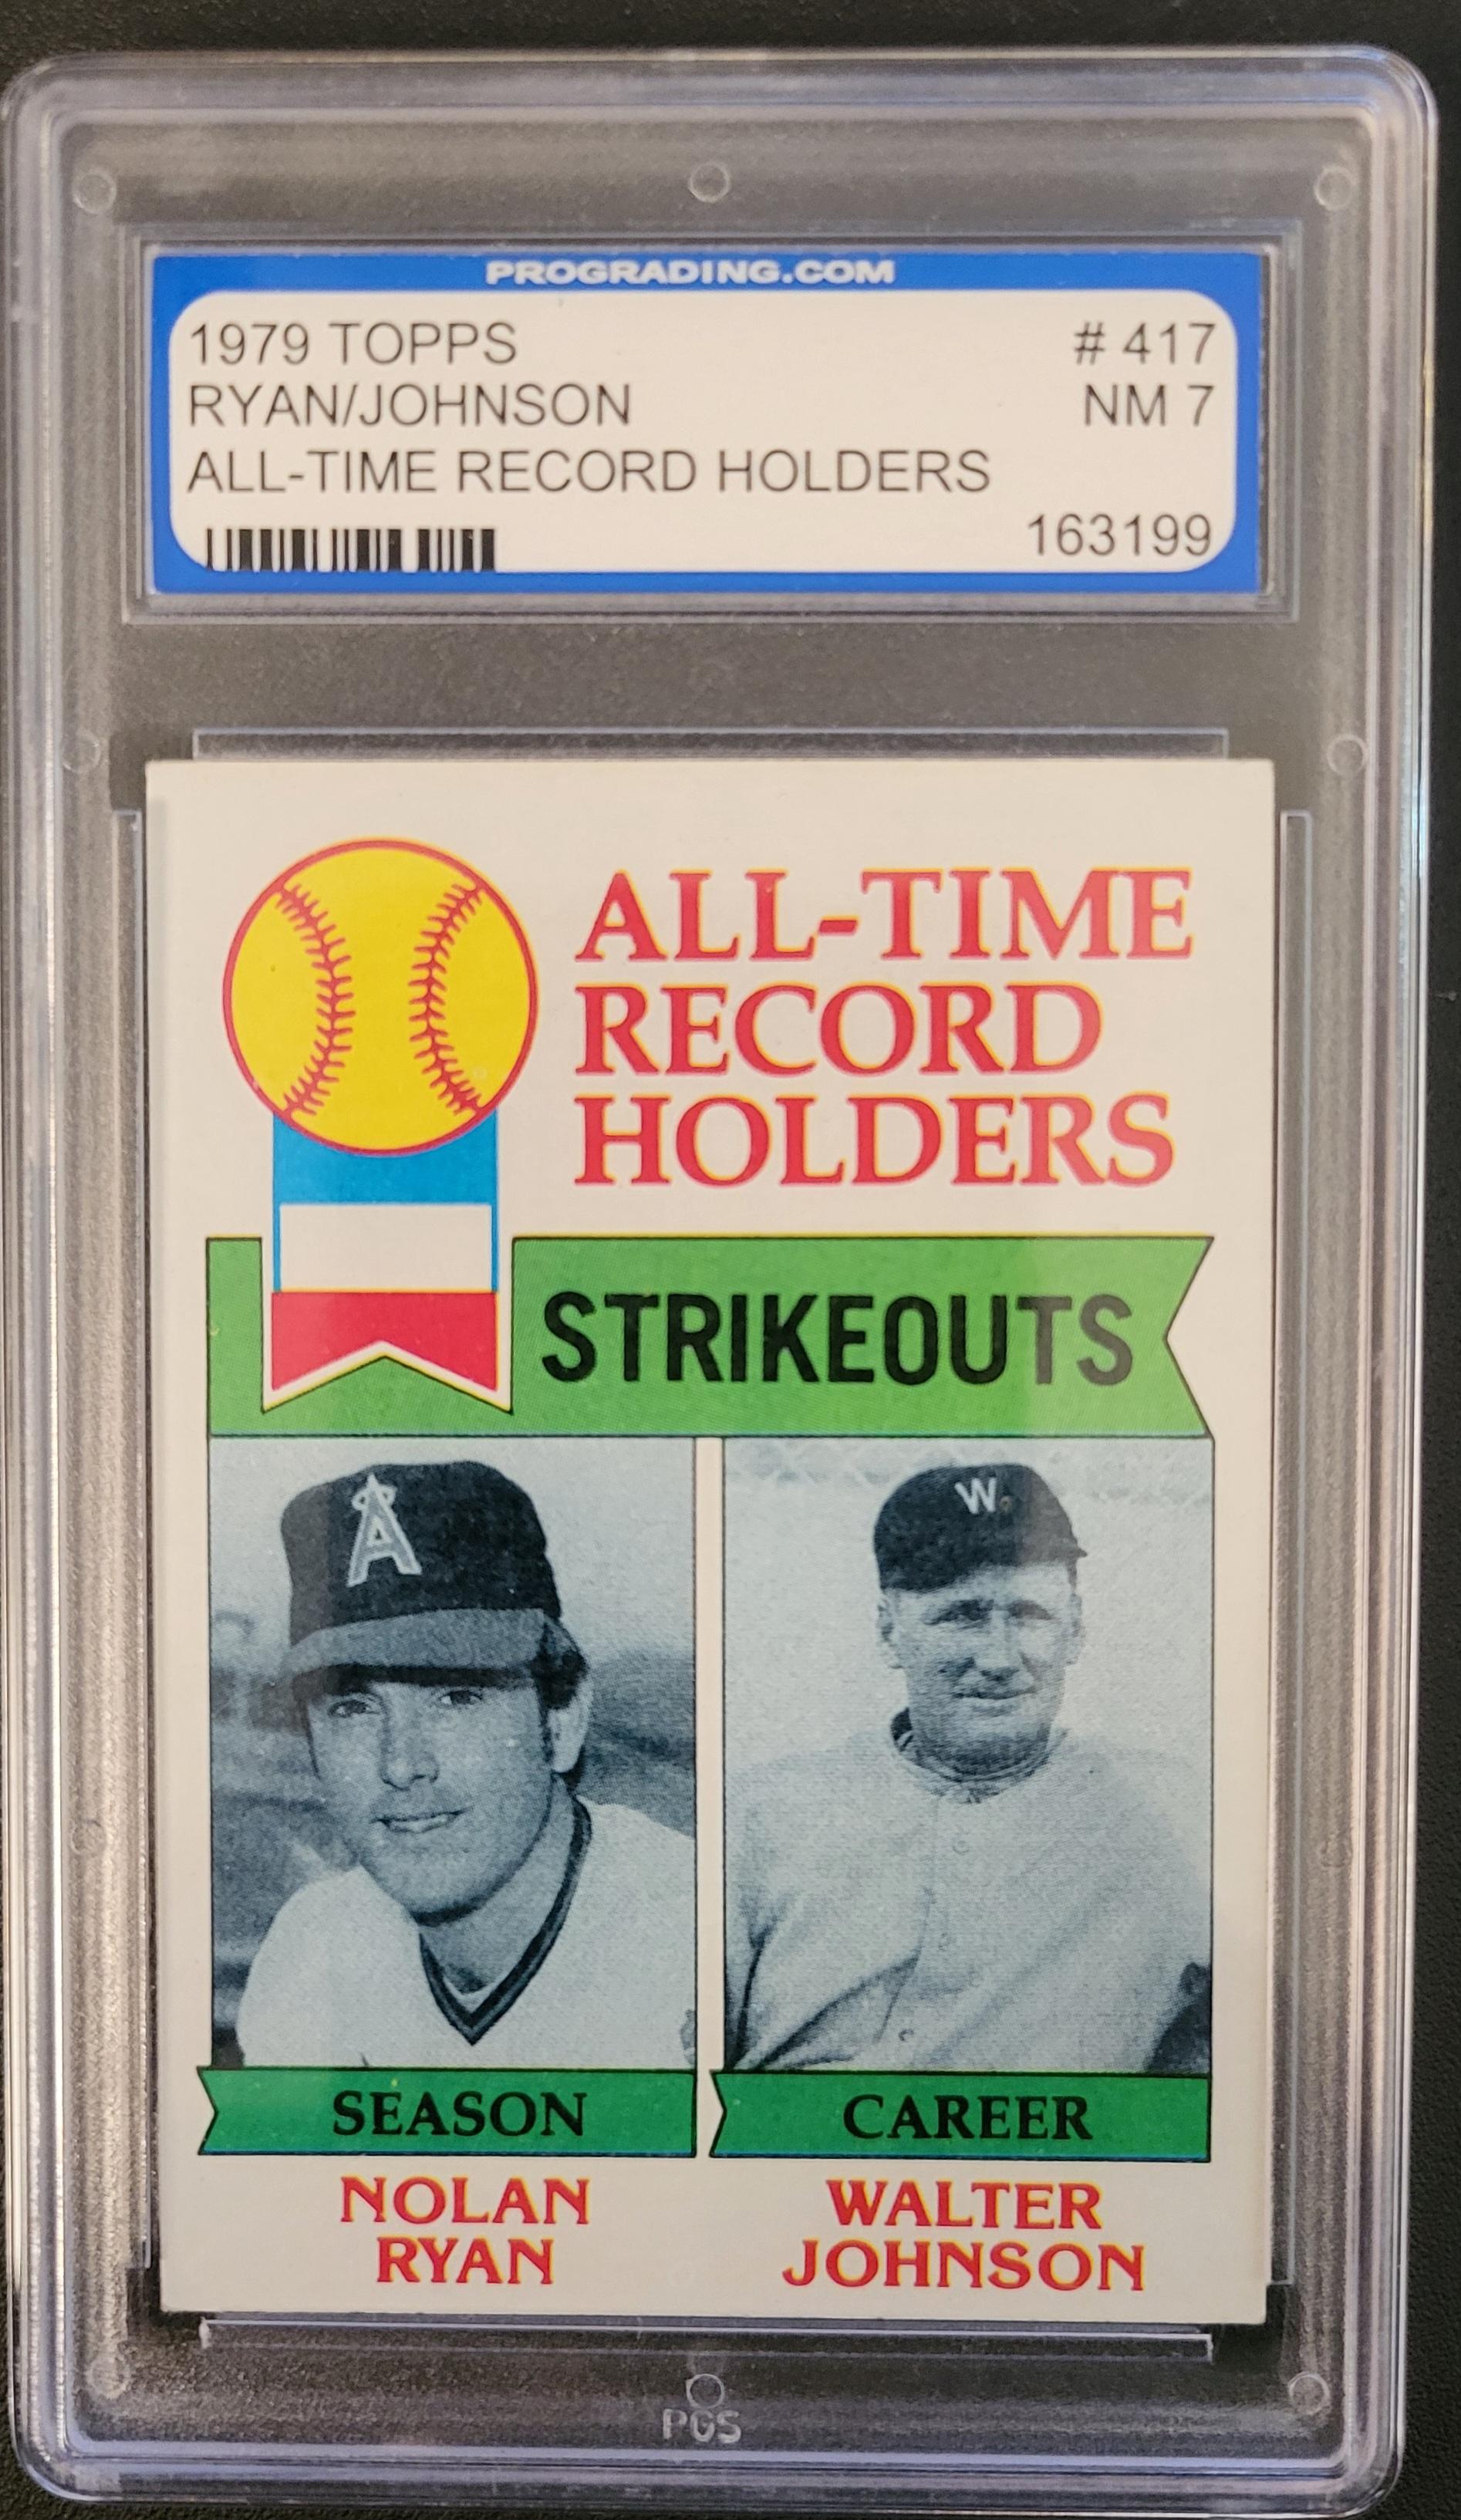 PROGRADING.COM
1979 TOPPS # 417
RYAN/JOHNSON NM 7
ALL-TIME RECORD HOLDERS
163199
ALL-TIME
RECORD
HOLDERS
STRIKEOUTS
A
W
SEASON CAREER
NOLAN WALTER
RYAN JOHNSON
PGS